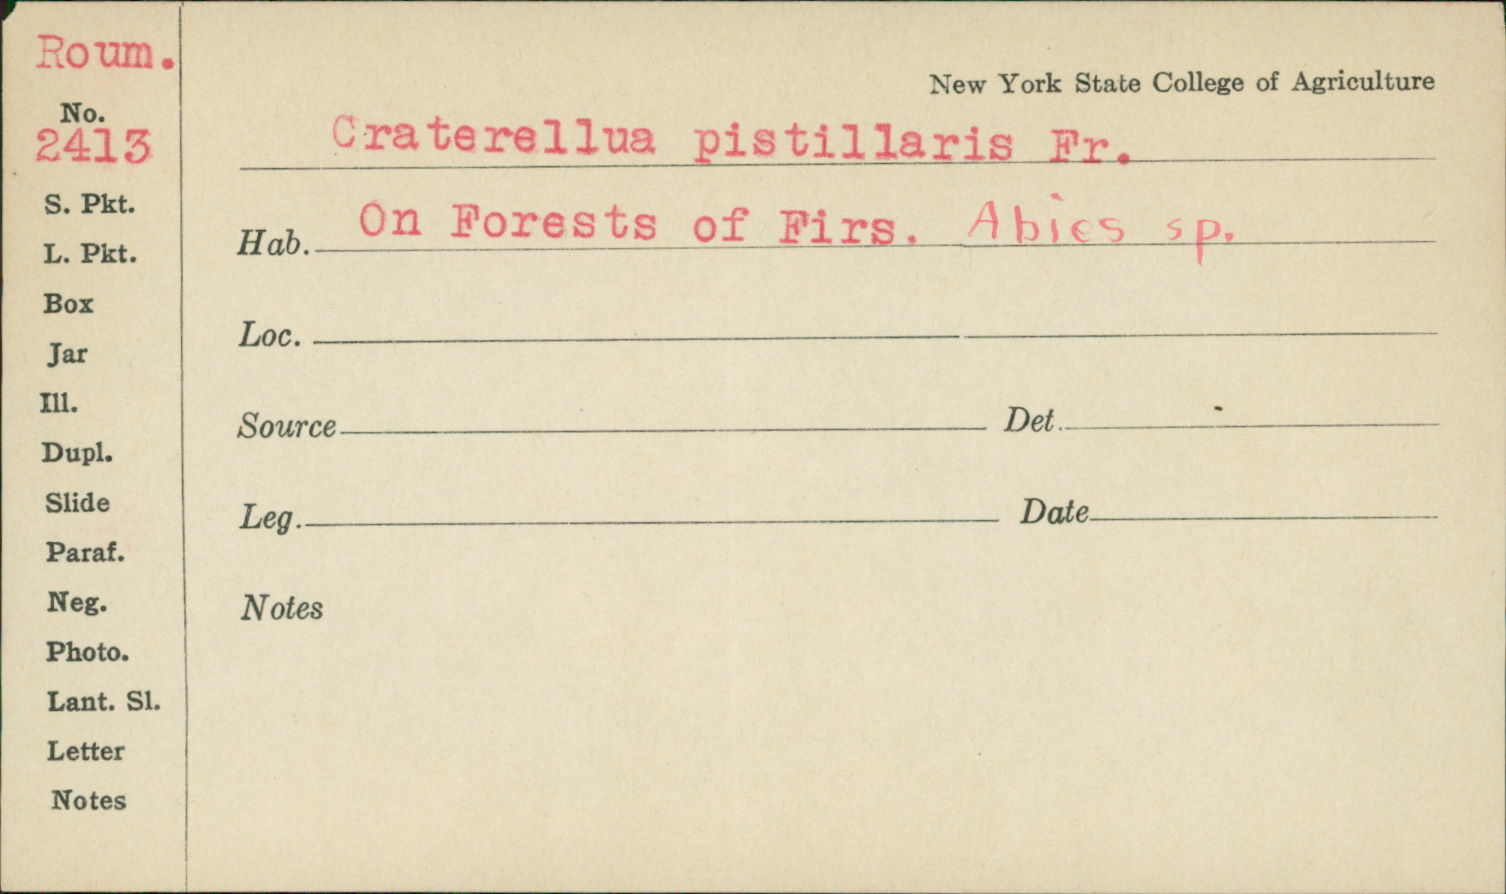 Roum.
No.
2413
S. Pkt.
L. Pkt.
Box
Jar
Ill.
Dupl.
Slide
Paraf.
Neg.
Photo.
Lant. Sl.
Letter
Notes
New York State College of Agriculture
Craterellua pistillaris Fr.
Hab. On Forests of Firs. Abies sp.
Loc.
Source Det.
Leg. Date
Notes